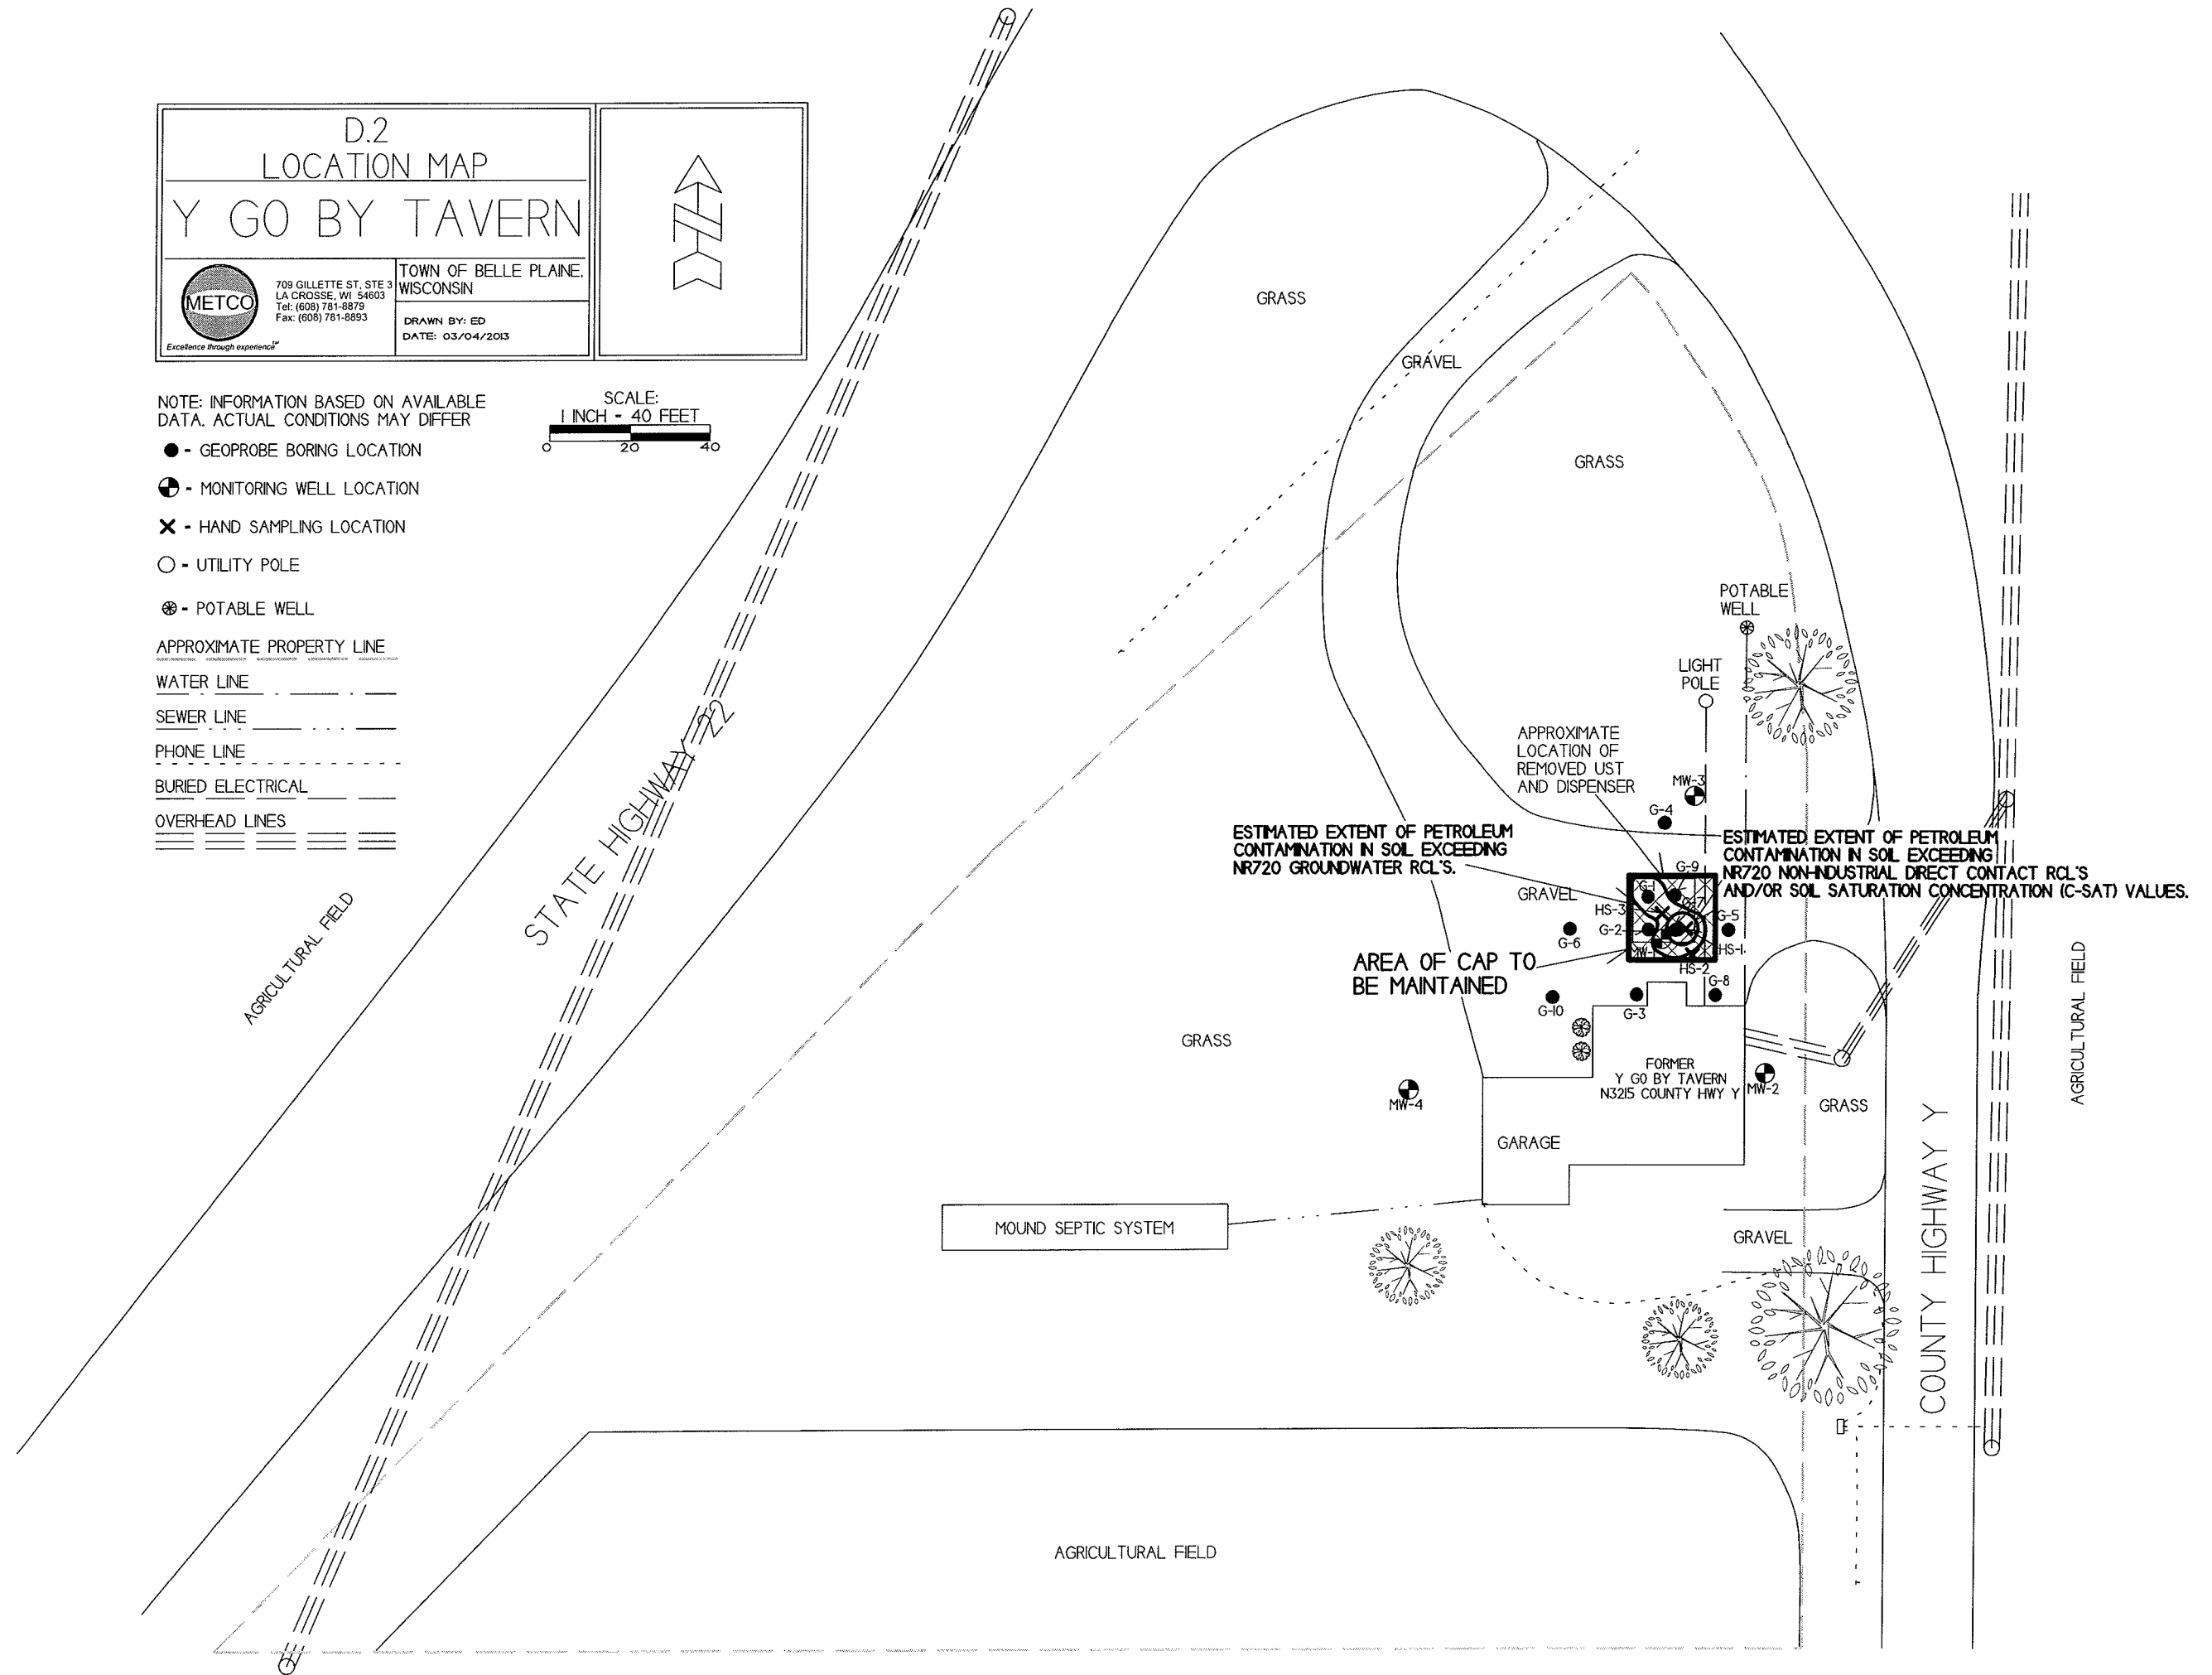 D.2
LOCATION MAP
Y GO BY TAVERN
METCO
Excellence through experience™
709 GILLETTE ST, STE 3
LA CROSSE, WI 54603
Tel: (608) 781-8879
Fax: (608) 781-8893
TOWN OF BELLE PLAINE,
WISCONSIN
DRAWN BY: ED
DATE: 03/04/2013
N
NOTE: INFORMATION BASED ON AVAILABLE
DATA. ACTUAL CONDITIONS MAY DIFFER
SCALE:
1 INCH - 40 FEET
0 20 40
- GEOPROBE BORING LOCATION
- MONITORING WELL LOCATION
- HAND SAMPLING LOCATION
- UTILITY POLE
- POTABLE WELL
APPROXIMATE PROPERTY LINE
WATER LINE
SEWER LINE
PHONE LINE
BURIED ELECTRICAL
OVERHEAD LINES
AGRICULTURAL FIELD
STATE HIGHWAY 22
GRASS
GRAVEL
GRASS
POTABLE
WELL
LIGHT
POLE
APPROXIMATE
LOCATION OF
REMOVED UST
AND DISPENSER
MW-3
G-4
ESTIMATED EXTENT OF PETROLEUM
CONTAMINATION IN SOIL EXCEEDING
NR720 GROUNDWATER RCL'S.
ESTIMATED EXTENT OF PETROLEUM
CONTAMINATION IN SOIL EXCEEDING
NR720 NON-INDUSTRIAL DIRECT CONTACT RCL'S
AND/OR SOIL SATURATION CONCENTRATION (C-SAT) VALUES.
G-9
GRAVEL
G-1
G-7
HS-3
G-5
G-2
G-6
MW-1
HS-1
HS-2
AREA OF CAP TO
BE MAINTAINED
G-8
G-10
G-3
GRASS
FORMER
Y GO BY TAVERN
N3215 COUNTY HWY Y
MW-2
MW-4
GRASS
GARAGE
MOUND SEPTIC SYSTEM
GRAVEL
COUNTY HIGHWAY Y
AGRICULTURAL FIELD
AGRICULTURAL FIELD